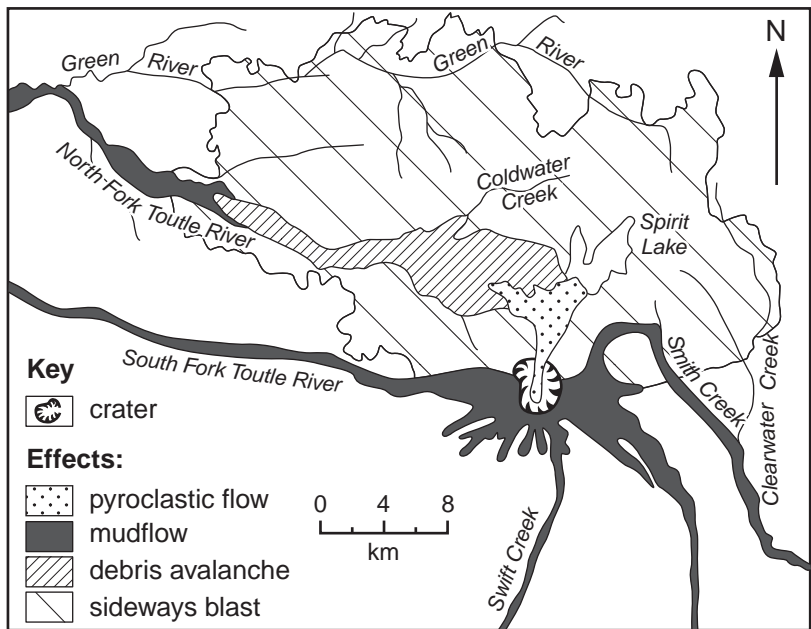 Green River
Green River
N
North Fork Toutle River
Coldwater
Creek
Spirit
Lake
South Fork Toutle River
Smith Creek
Clearwater Creek
Swift Creek
Key
crater
Effects:
pyroclastic flow
mudflow
debris avalanche
sideways blast
0 4 8
km